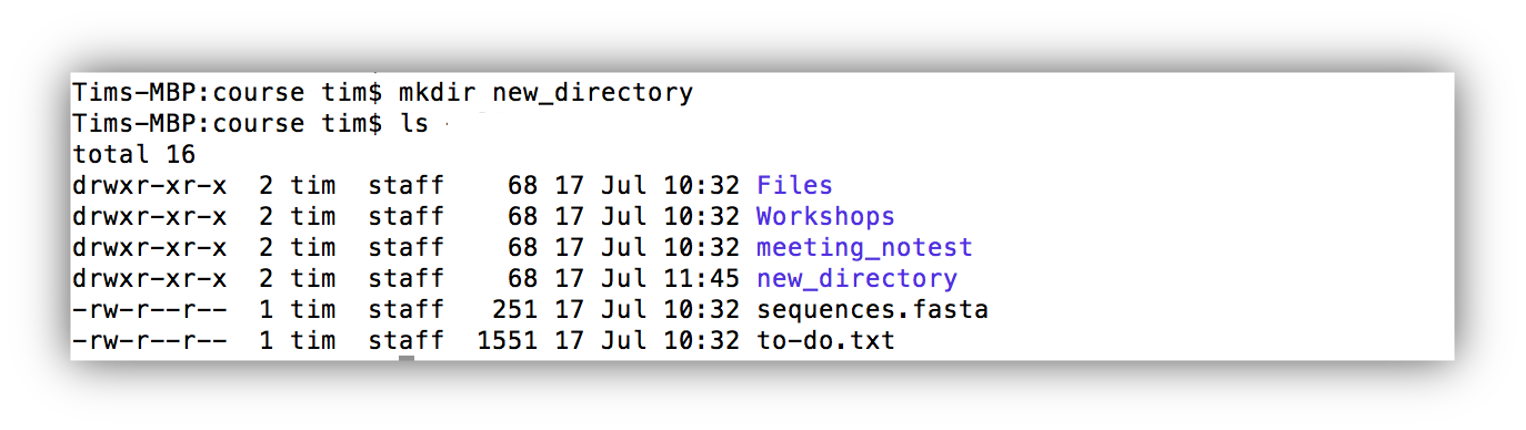 Tims-MBP:course tim$ mkdir new_directory
Tims-MBP:course tim$ ls
total 16
drwxr-xr-x  2 tim  staff    68 17 Jul 10:32 Files
drwxr-xr-x  2 tim  staff    68 17 Jul 10:32 Workshops
drwxr-xr-x  2 tim  staff    68 17 Jul 10:32 meeting_notest
drwxr-xr-x  2 tim  staff    68 17 Jul 11:45 new_directory
-rw-r--r--  1 tim  staff   251 17 Jul 10:32 sequences.fasta
-rw-r--r--  1 tim  staff  1551 17 Jul 10:32 to-do.txt